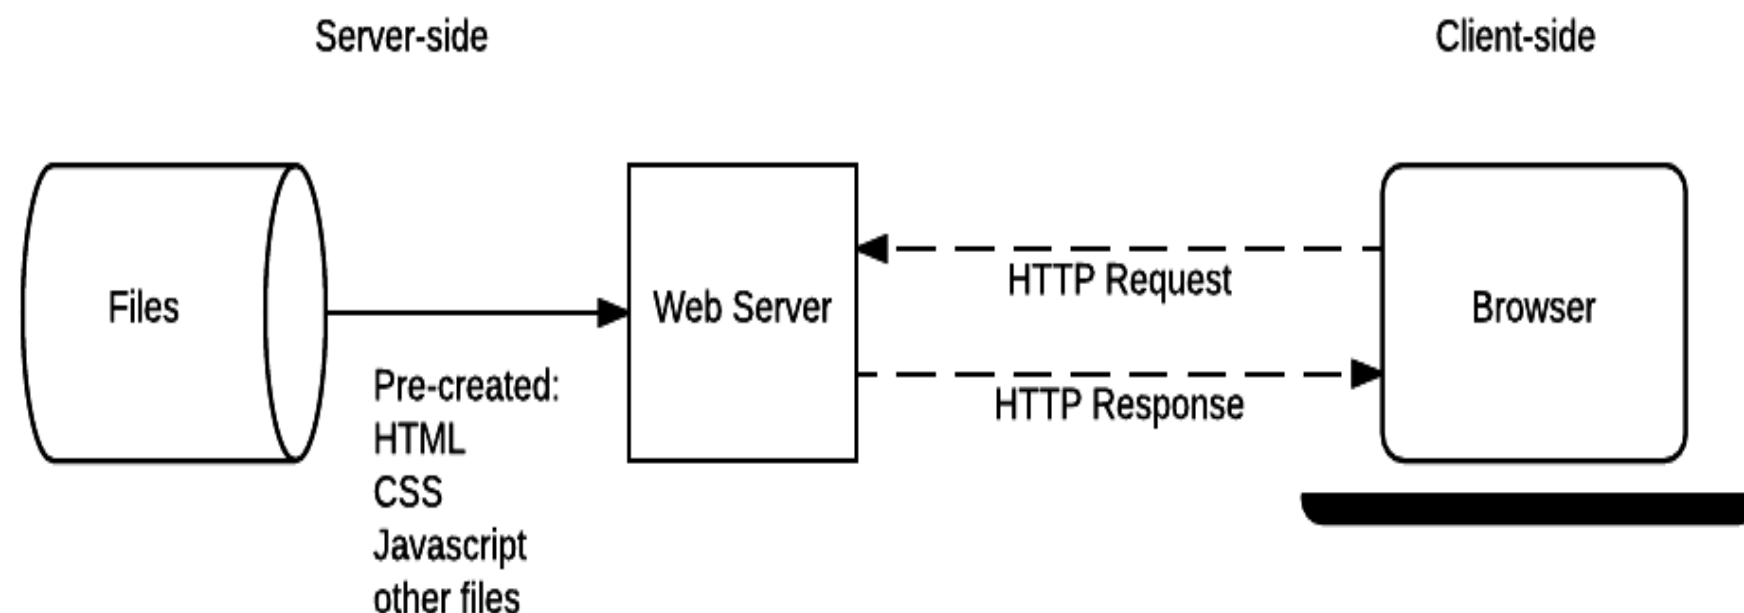 Server-side
Client-side
Files
Web Server
HTTP Request
Browser
HTTP Response
Pre-created:
HTML
CSS
Javascript
other files